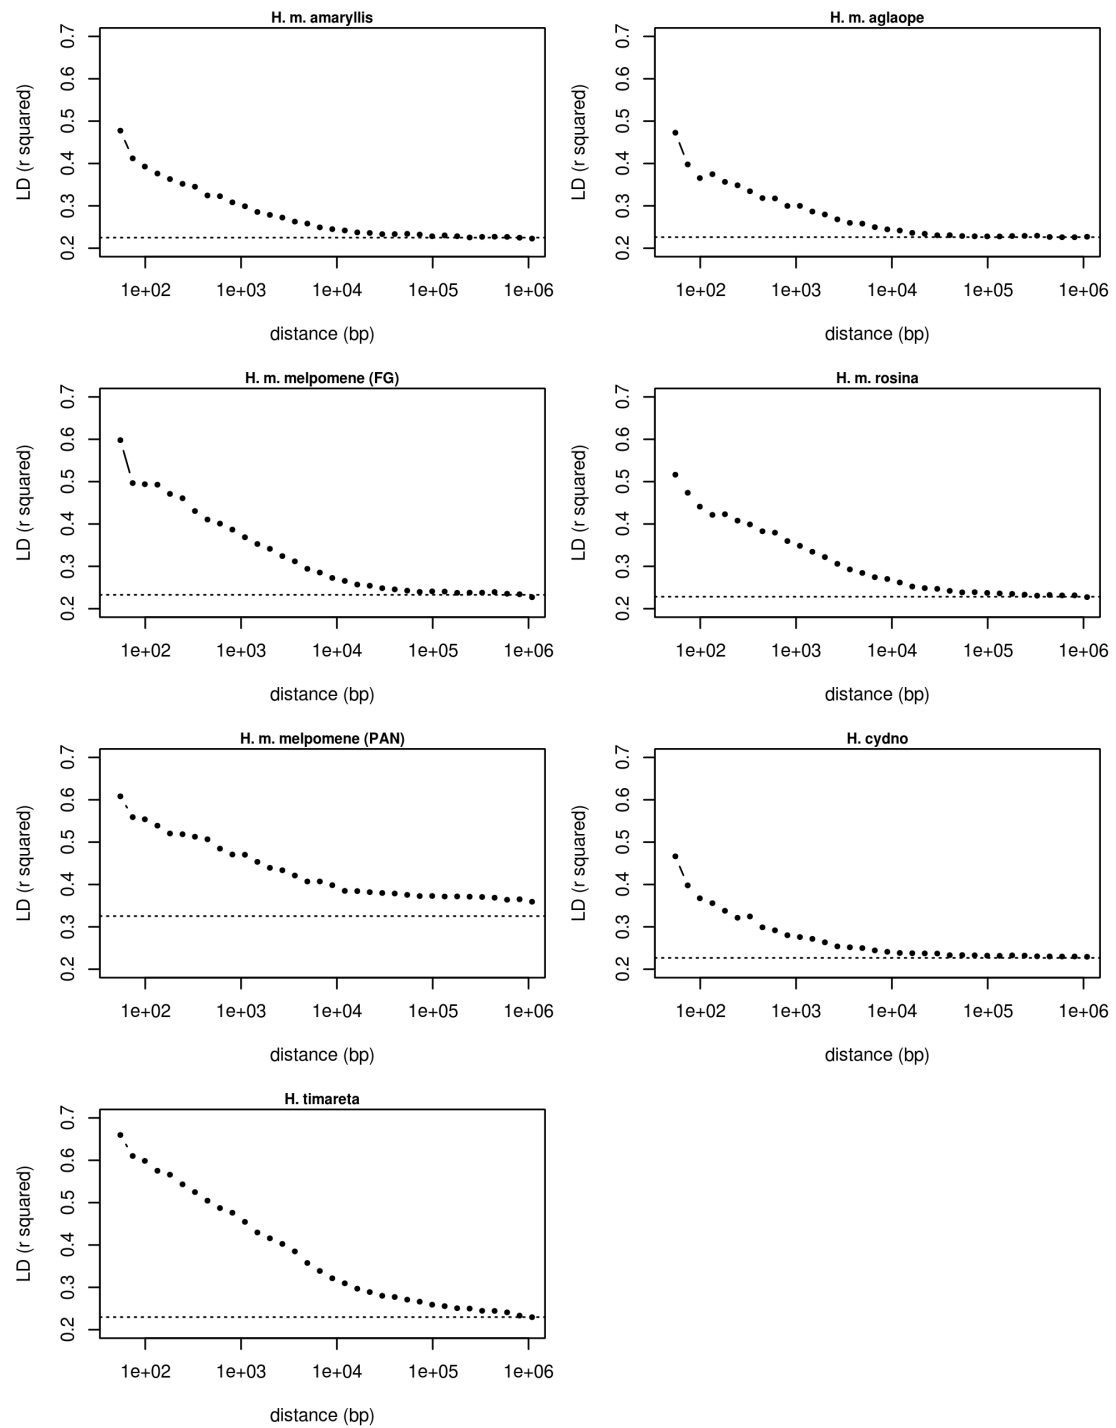 H. m. amaryllis
LD (r squared)
0.7
0.6
0.5
0.4
0.3
0.2
1e+02 1e+03 1e+04 1e+05 1e+06
distance (bp)
H. m. aglaope
LD (r squared)
0.7
0.6
0.5
0.4
0.3
0.2
1e+02 1e+03 1e+04 1e+05 1e+06
distance (bp)
H. m. melpomene (FG)
LD (r squared)
0.7
0.6
0.5
0.4
0.3
0.2
1e+02 1e+03 1e+04 1e+05 1e+06
distance (bp)
H. m. rosina
LD (r squared)
0.7
0.6
0.5
0.4
0.3
0.2
1e+02 1e+03 1e+04 1e+05 1e+06
distance (bp)
H. m. melpomene (PAN)
LD (r squared)
0.7
0.6
0.5
0.4
0.3
0.2
1e+02 1e+03 1e+04 1e+05 1e+06
distance (bp)
H. cydno
LD (r squared)
0.7
0.6
0.5
0.4
0.3
0.2
1e+02 1e+03 1e+04 1e+05 1e+06
distance (bp)
H. timareta
LD (r squared)
0.7
0.6
0.5
0.4
0.3
0.2
1e+02 1e+03 1e+04 1e+05 1e+06
distance (bp)